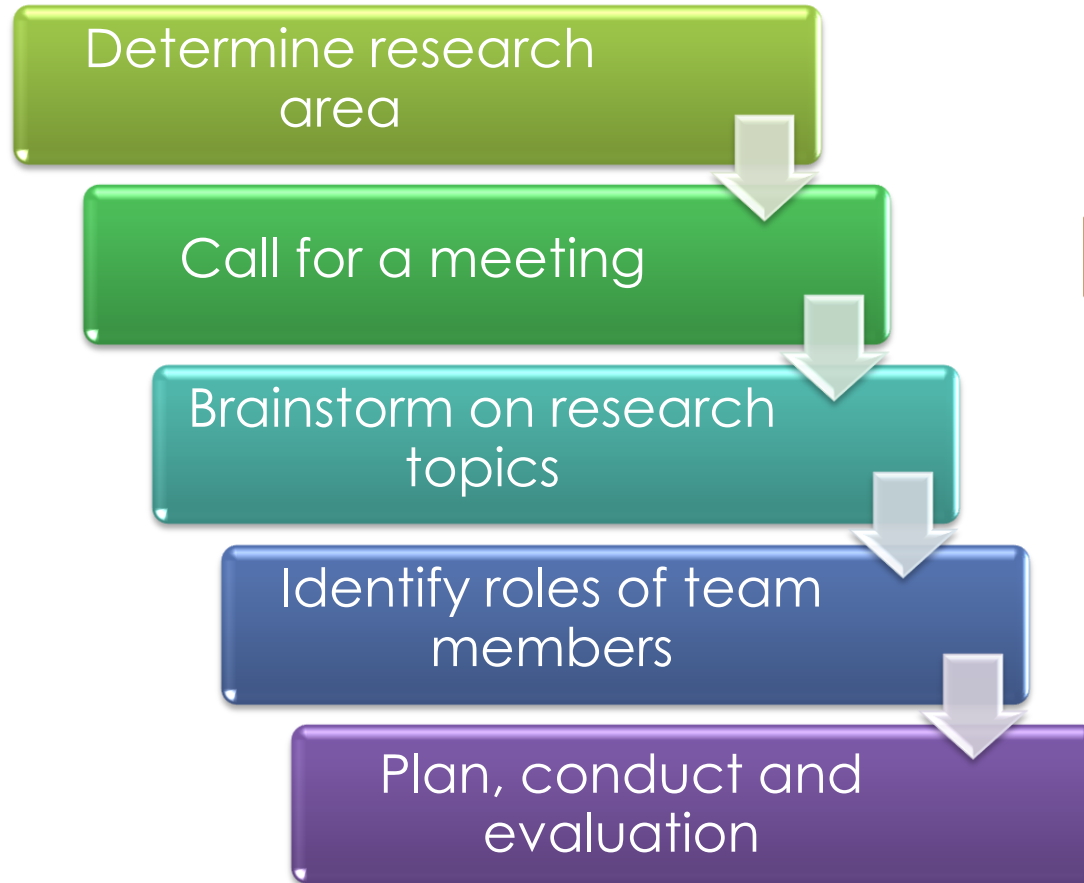 Determine research
area
Call for a meeting
Brainstorm on research
topics
Identify roles of team
members
Plan, conduct and
evaluation